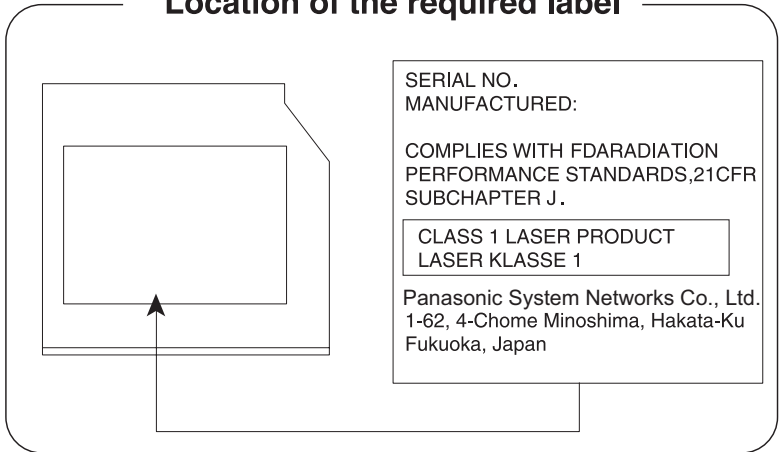 Location of the required label
SERIAL NO.
MANUFACTURED:
COMPLIES WITH FDARADIATION
PERFORMANCE STANDARDS,21CFR
SUBCHAPTER J.
CLASS 1 LASER PRODUCT
LASER KLASSE 1
Panasonic System Networks Co., Ltd.
1-62, 4-Chome Minoshima, Hakata-Ku
Fukuoka, Japan